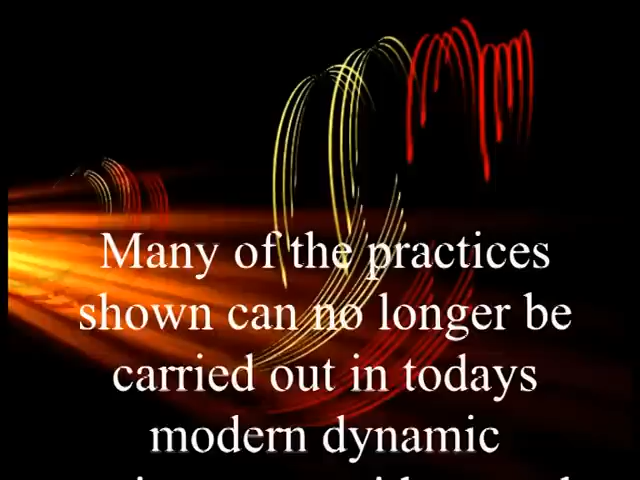 Many of the practices
shown can no longer be
carried out in todays
modern dynamic